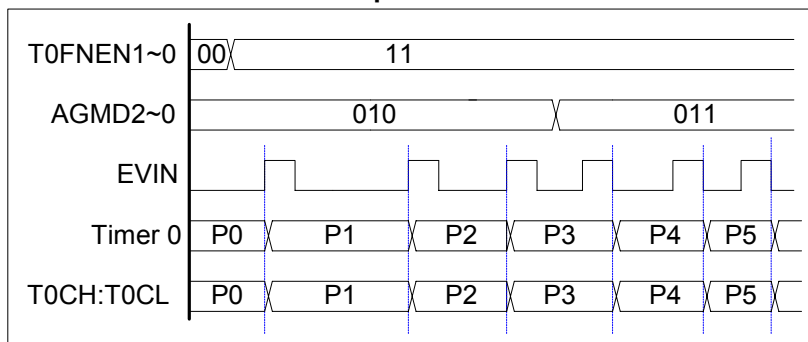 T0FNEN1~0 00 11
AGMD2~0 010 011
EVIN
Timer 0 P0 P1 P2 P3 P4 P5
T0CH:T0CL P0 P1 P2 P3 P4 P5